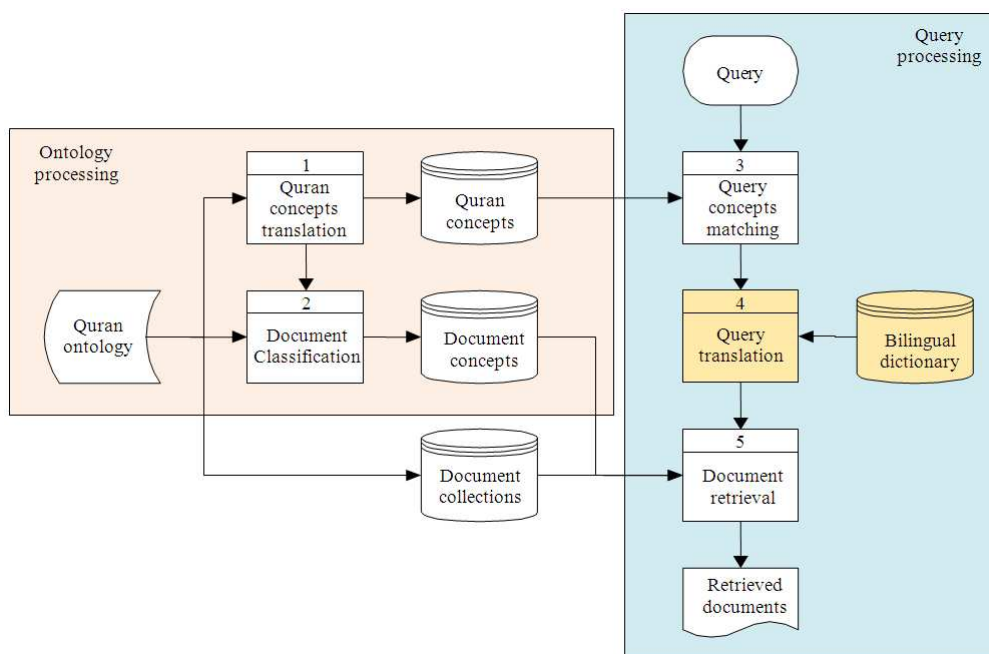 Ontology
processing
Query
processing
Query
1
Quran
concepts
translation
Quran
concepts
3
Query
concepts
matching
Quran
ontology
2
Document
Classification
Document
concepts
4
Query
translation
Bilingual
dictionary
Document
collections
5
Document
retrieval
Retrieved
documents